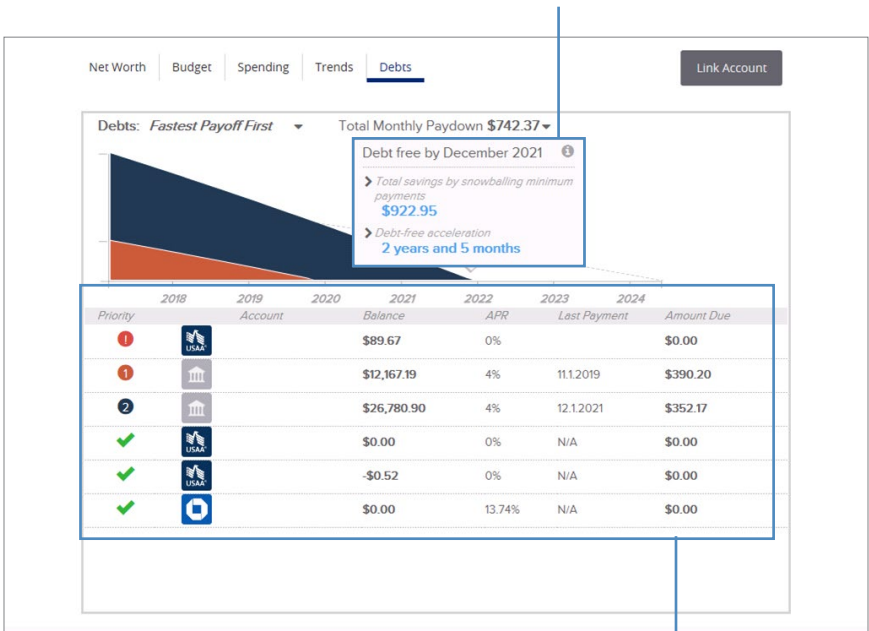 Net Worth Budget Spending Trends Debts Link Account
Debts: Fastest Payoff First Total Monthly Paydown $742.37
Debt free by December 2021
Total savings by snowballing minimum
payments
$922.95
Debt-free acceleration
2 years and 5 months
2018 2019 2020 2021 2022 2023 2024
Priority Account Balance APR Last Payment Amount Due
! USAA $89.67 0% $0.00
1 $12,167.19 4% 11.1.2019 $390.20
2 $26,780.90 4% 12.1.2021 $352.17
USAA $0.00 0% N/A $0.00
USAA -$0.52 0% N/A $0.00
$0.00 13.74% N/A $0.00